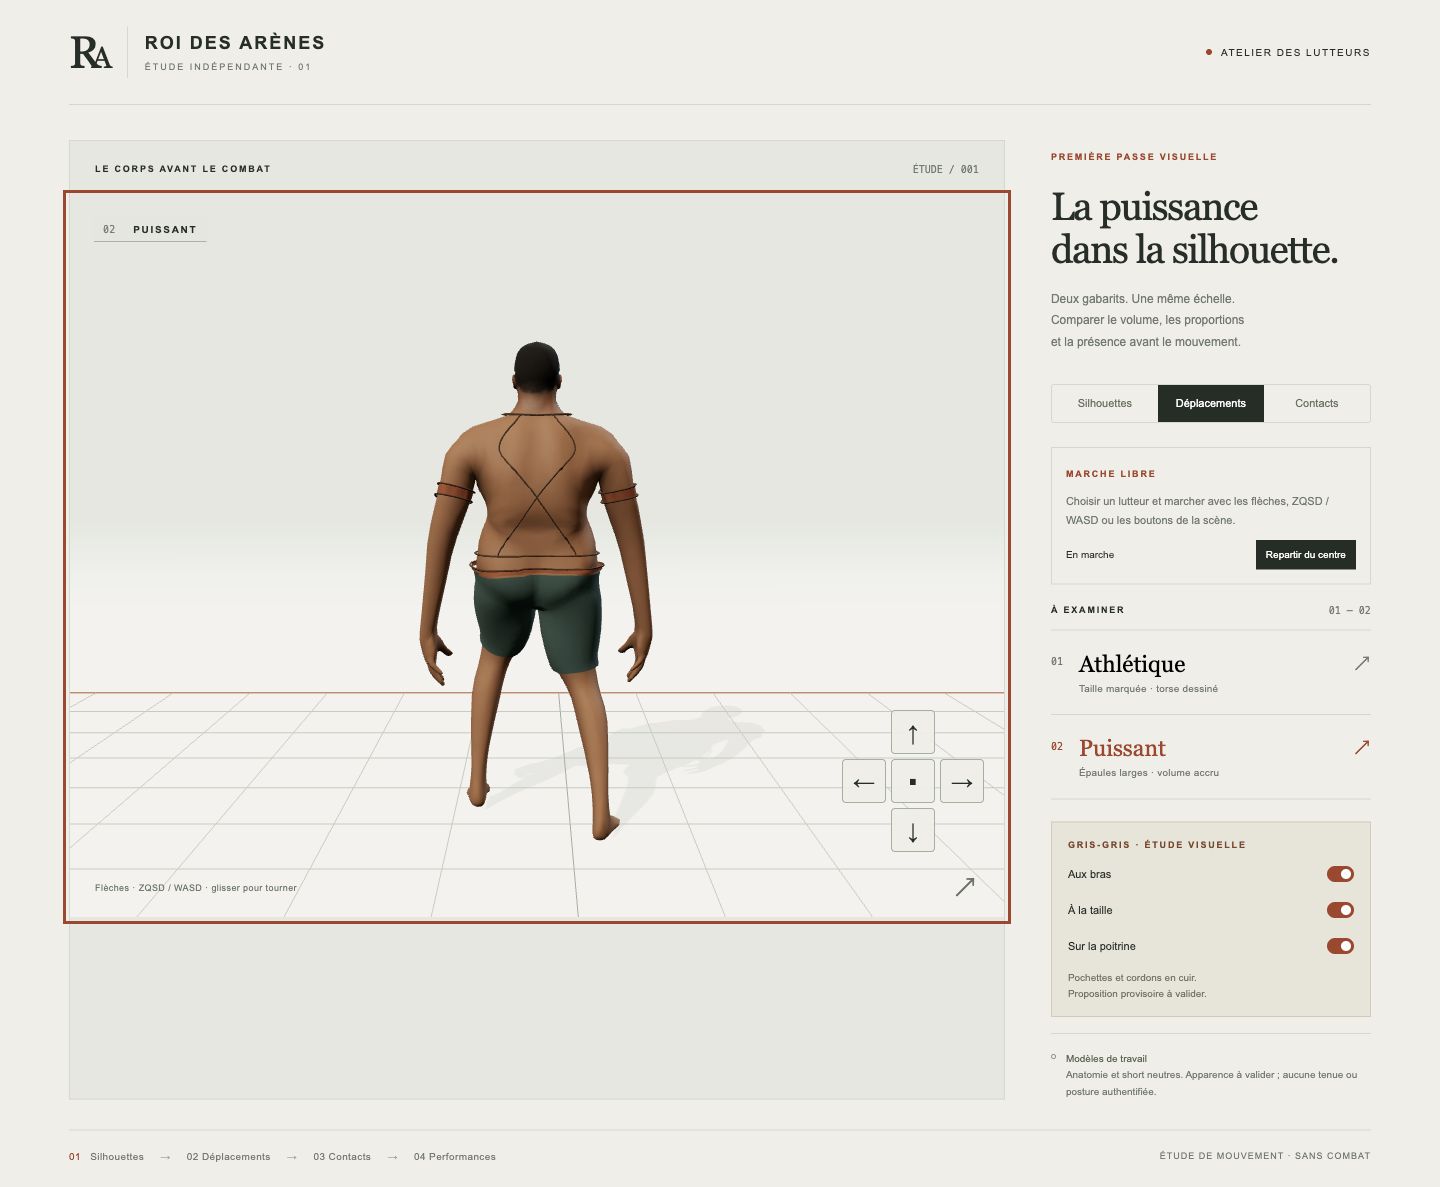 RA
ROI DES ARÈNES
ÉTUDE INDÉPENDANTE · 01
ATELIER DES LUTTEURS
LE CORPS AVANT LE COMBAT
ÉTUDE / 001
02 PUISSANT
Flèches · ZQSD / WASD · glisser pour tourner
PREMIÈRE PASSE VISUELLE
La puissance
dans la silhouette.
Deux gabarits. Une même échelle.
Comparer le volume, les proportions
et la présence avant le mouvement.
Silhouettes
Déplacements
Contacts
MARCHE LIBRE
Choisir un lutteur et marcher avec les flèches, ZQSD /
WASD ou les boutons de la scène.
En marche
Repartir du centre
À EXAMINER
01 — 02
01 Athlétique
Taille marquée · torse dessiné
02 Puissant
Épaules larges · volume accru
GRIS-GRIS · ÉTUDE VISUELLE
Aux bras
À la taille
Sur la poitrine
Pochettes et cordons en cuir.
Proposition provisoire à valider.
Modèles de travail
Anatomie et short neutres. Apparence à valider ; aucune tenue ou
posture authentifiée.
01 Silhouettes → 02 Déplacements → 03 Contacts → 04 Performances
ÉTUDE DE MOUVEMENT · SANS COMBAT